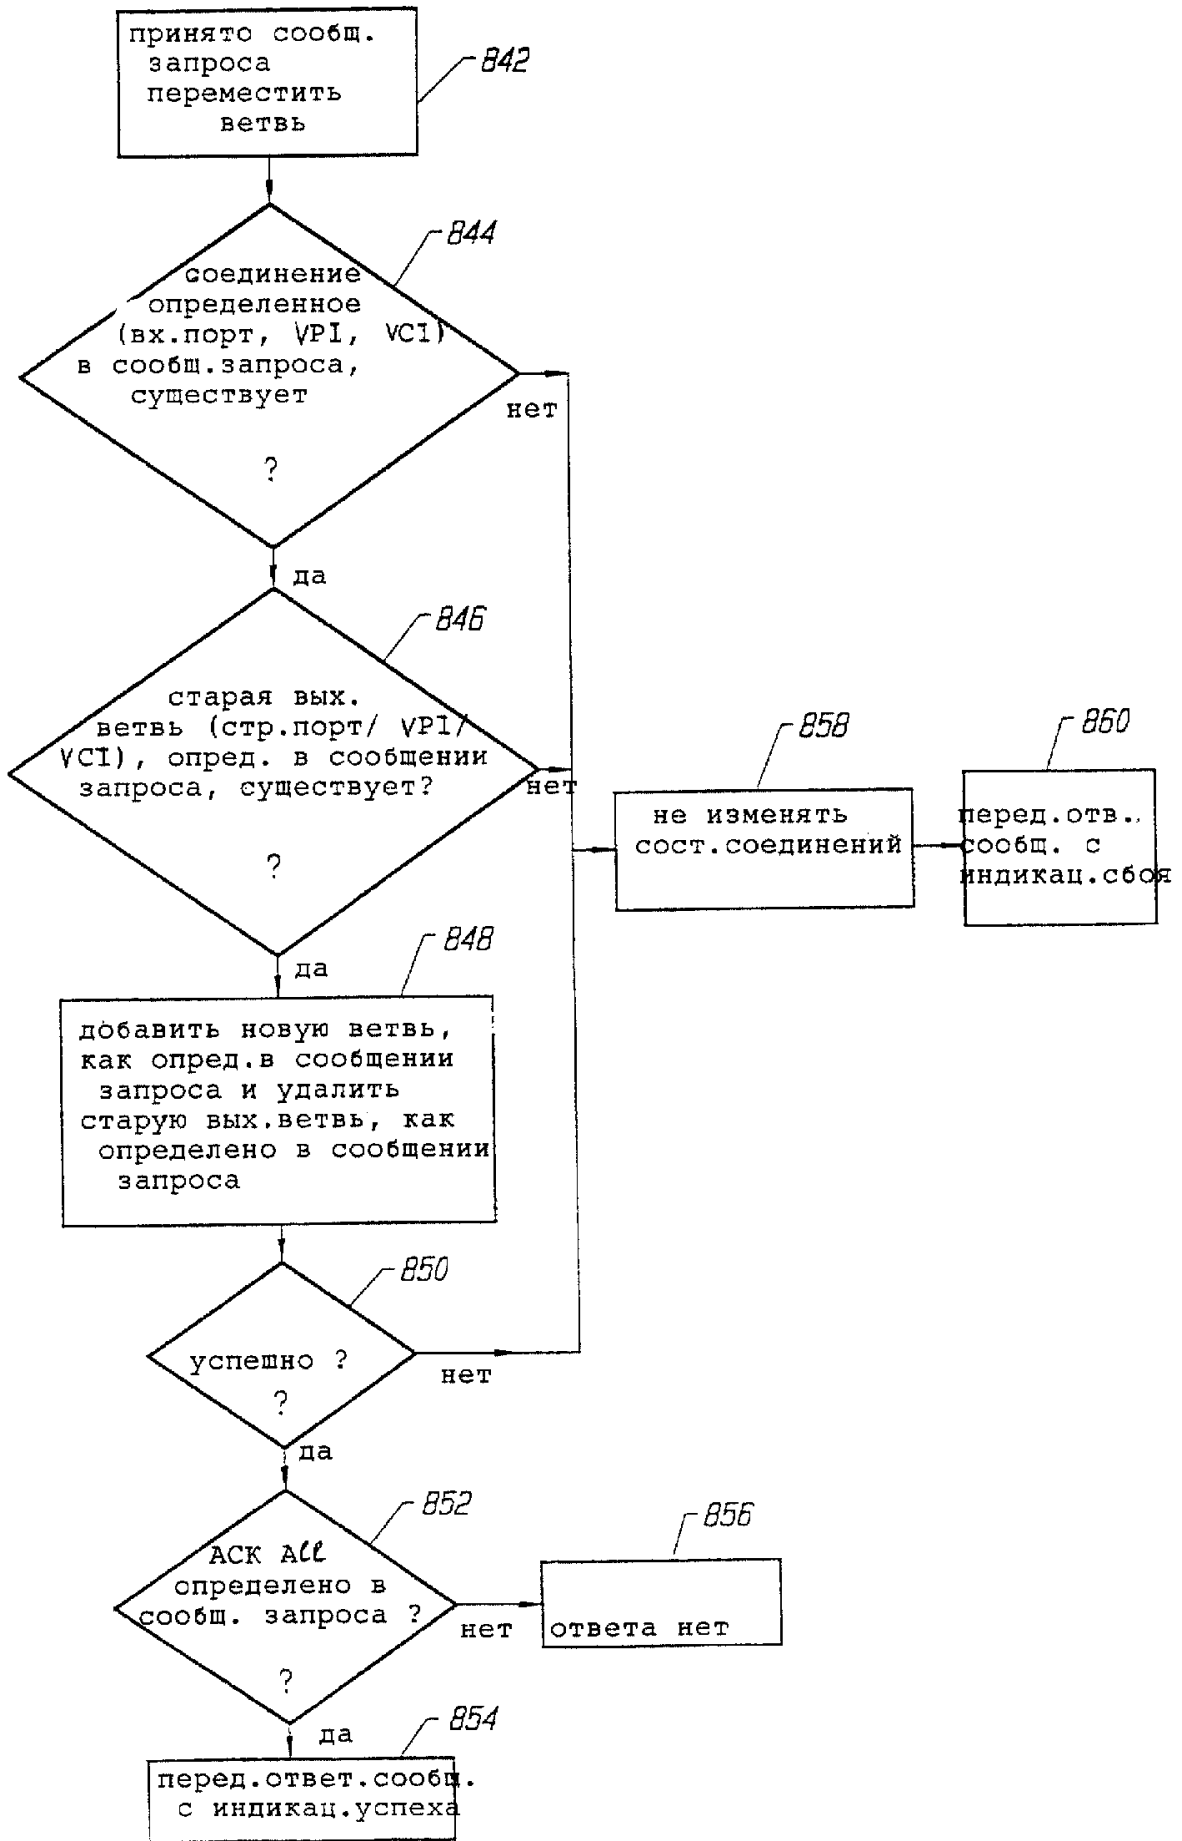 принято сообщ.
запроса
переместить
ветвь
842
844
соединение
определенное
(вх.порт, VPI, VCI)
в сообщ.запроса,
существует
?
нет
да
846
старая вых.
ветвь (стр.порт/ VPI/
VCI), опред. в сообщении
запроса, существует?
?
нет
858
не изменять
сост.соединений
860
перед.отв.
сообщ. с
индикац.сбоя
да
848
добавить новую ветвь,
как опред.в сообщении
запроса и удалить
старую вых.ветвь, как
определено в сообщении
запроса
850
успешно ?
?
нет
да
852
АСК All
определено в
сообщ. запроса ?
?
нет
856
ответа нет
да
854
перед.ответ.сообщ.
с индикац.успеха